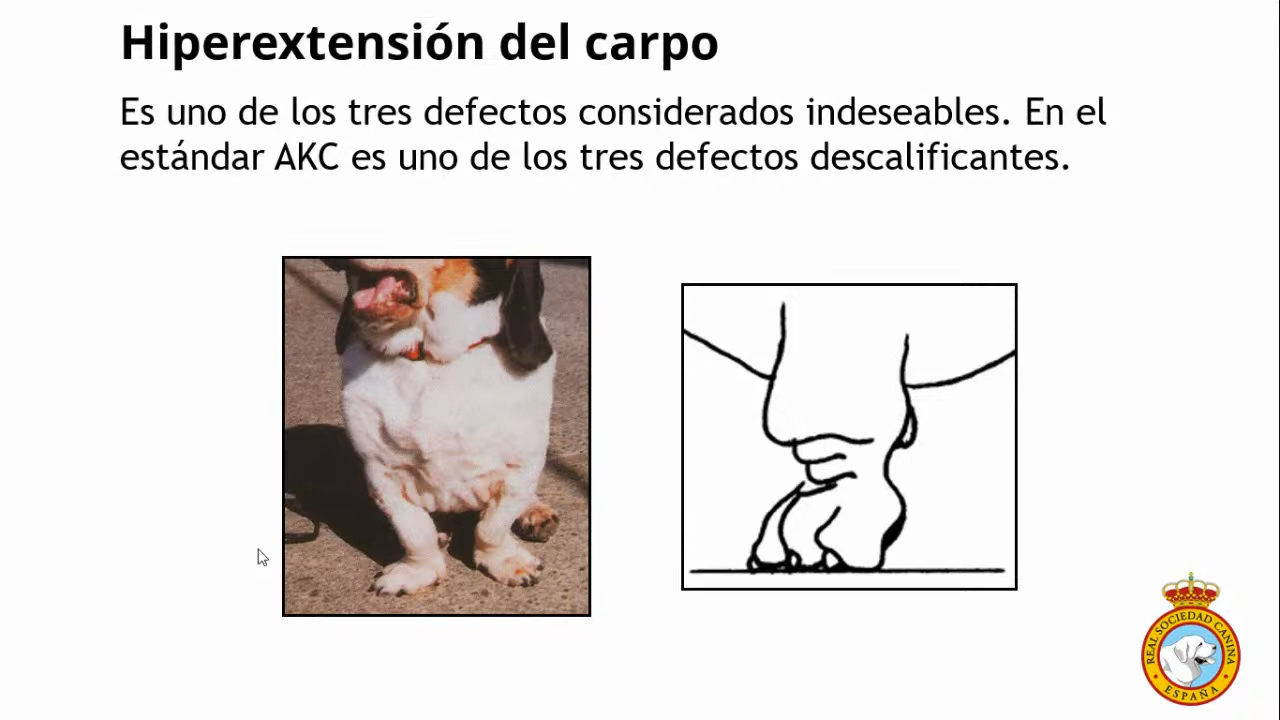 Hiperextensión del carpo
Es uno de los tres defectos considerados indeseables. En el
estándar AKC es uno de los tres defectos descalificantes.
REAL SOCIEDAD CANINA
ESPAÑA